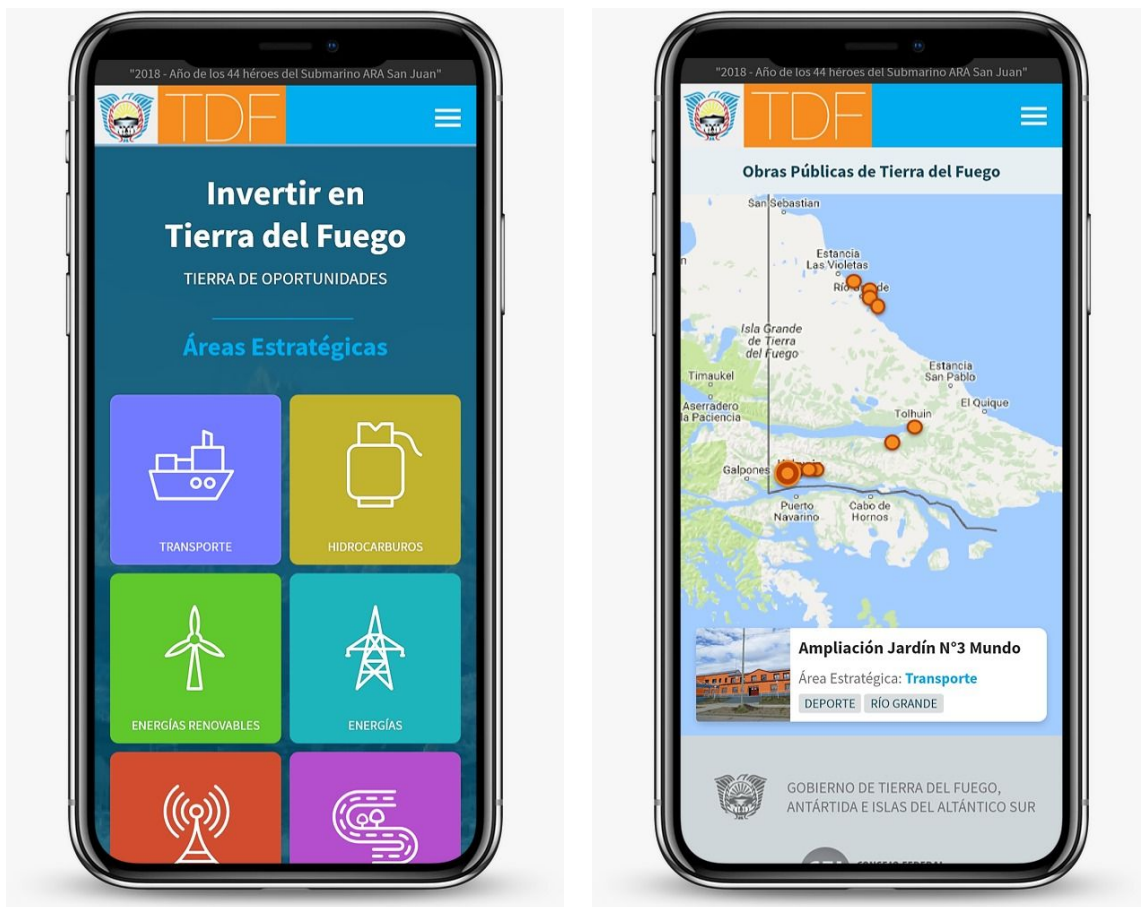 "2018 - Año de los 44 héroes del Submarino ARA San Juan"
TDF
Invertir en
Tierra del Fuego
TIERRA DE OPORTUNIDADES
Áreas Estratégicas
TRANSPORTE
HIDROCARBUROS
ENERGÍAS RENOVABLES
ENERGÍAS
"2018 - Año de los 44 héroes del Submarino ARA San Juan"
TDF
Obras Públicas de Tierra del Fuego
San Sebastian
Estancia
Las Violetas
Isla Grande
de Tierra
del Fuego
Timaukel
Estancia
San Pablo
Aserradero
la Paciencia
El Quique
Tolhuin
Galpones
Puerto
Navarino
Cabo de
Hornos
Ampliación Jardín N°3 Mundo
Área Estratégica: Transporte
DEPORTE
RÍO GRANDE
GOBIERNO DE TIERRA DEL FUEGO,
ANTÁRTIDA E ISLAS DEL ALTÁNTICO SUR